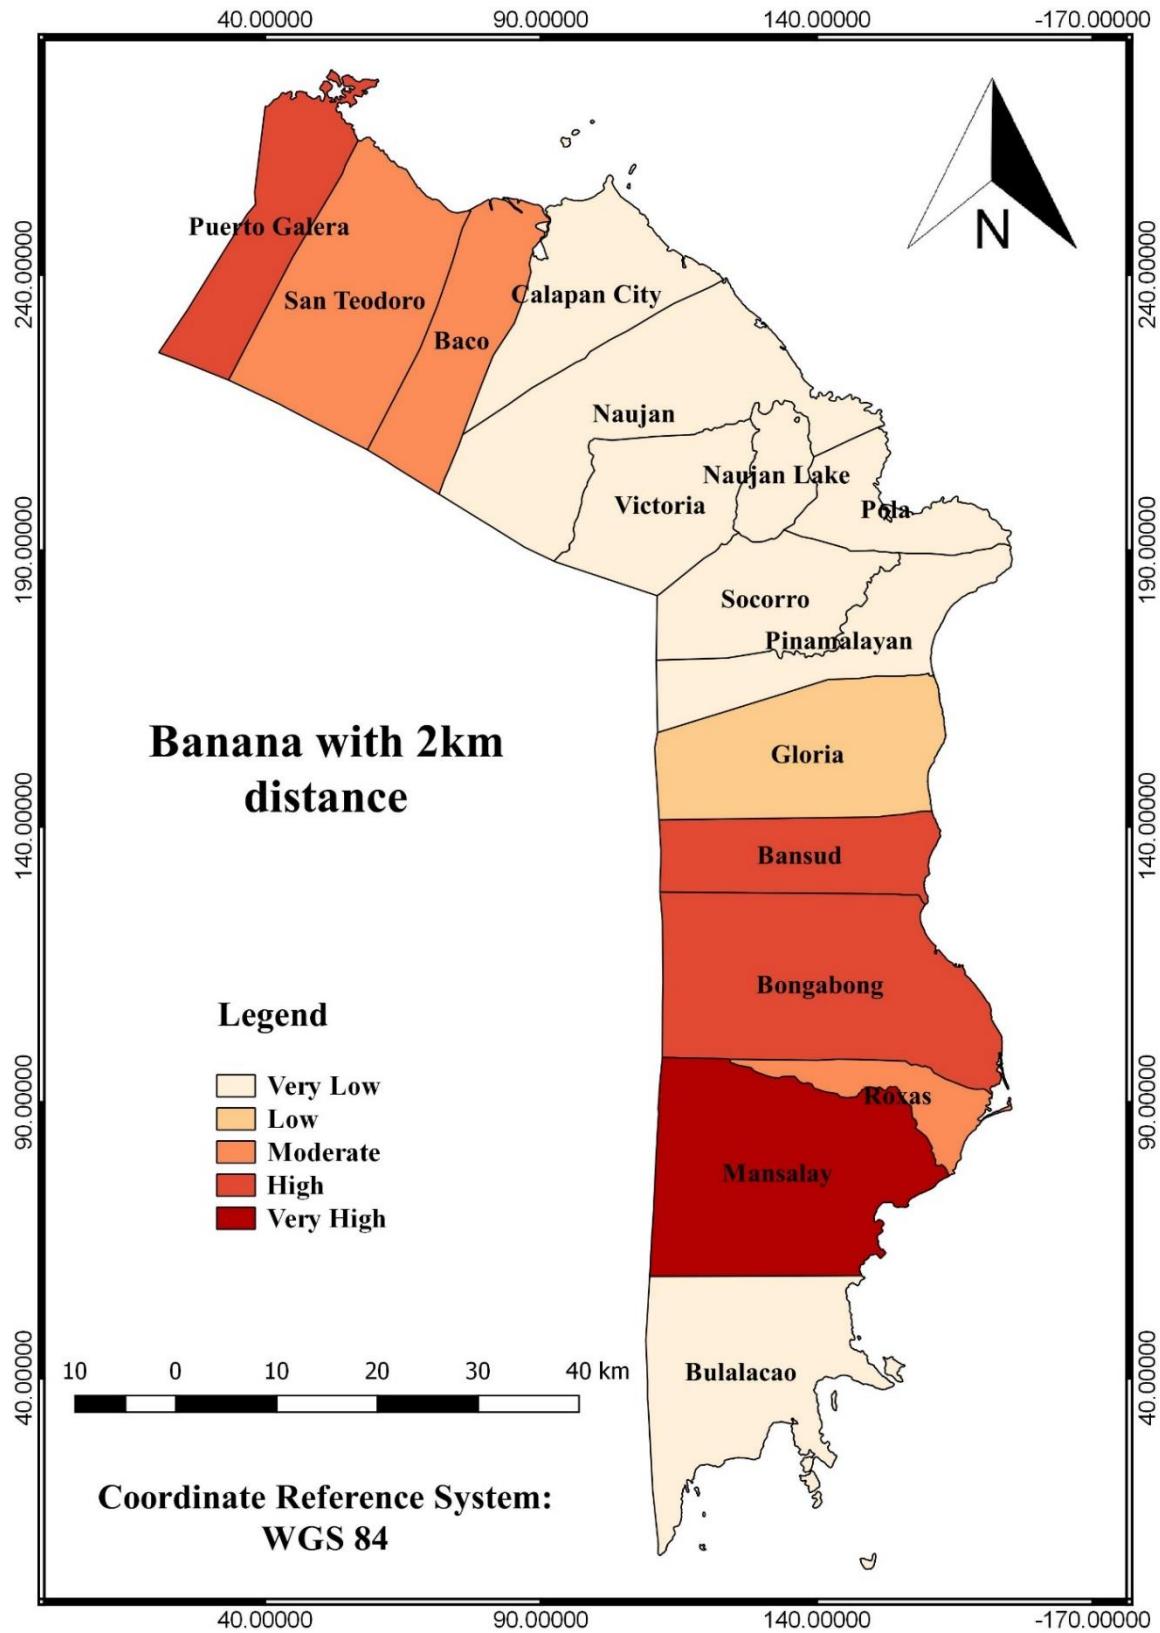 40.00000 90.00000 140.00000 -170.00000
N
240.00000 240.00000
Puerto Galera
San Teodoro
Calapan City
Baco
Naujan
Naujan Lake
Victoria
Pola
190.00000 190.00000
Socorro
Pinamalayan
Banana with 2km
distance
Gloria
140.00000 140.00000
Bansud
Bongabong
Legend
Very Low
Low
Moderate
High
Very High
90.00000 90.00000
Roxas
Mansalay
10 0 10 20 30 40 km
Bulalacao
40.00000 40.00000
Coordinate Reference System:
WGS 84
40.00000 90.00000 140.00000 -170.00000